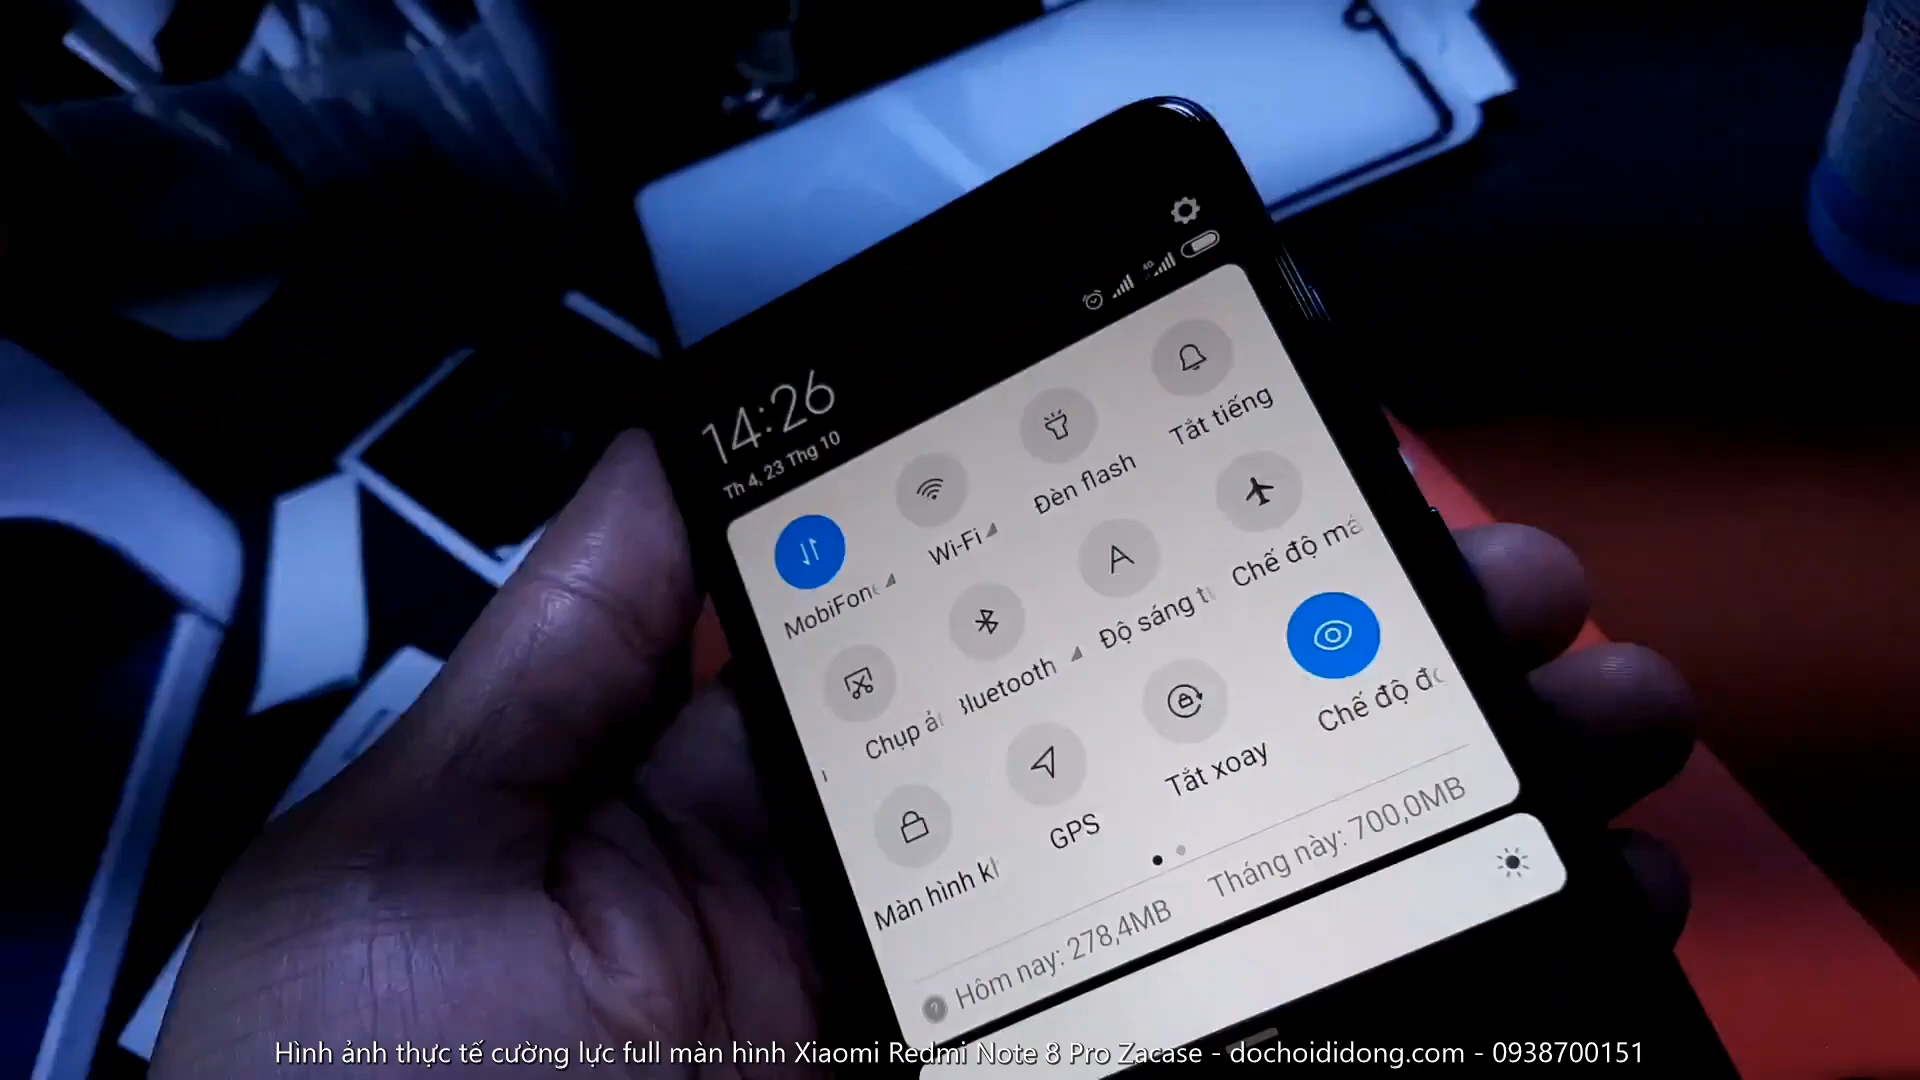 14:26
Th 4, 23 Thg 10
4G
MobiFon
Wi-Fi
Đèn flash
Tắt tiếng
Chụp ả
luetooth
A
Độ sáng t
Chế độ má
Màn hình k
GPS
Tắt xoay
Chế độ đ
Hôm nay: 278,4MB
Tháng này: 700,0MB
Hình ảnh thực tế cường lực full màn hình Xiaomi Redmi Note 8 Pro Zacase - dochoididong.com - 0938700151